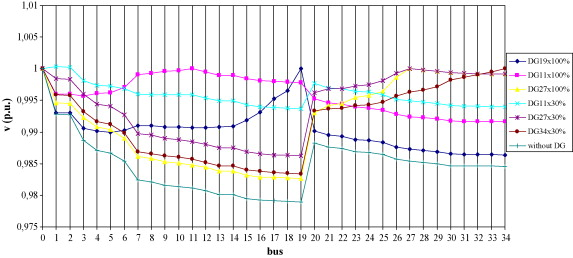 1,01
1,005
1
0,995
0,99
0,985
0,98
0,975
v (p.u.)
0 1 2 3 4 5 6 7 8 9 10 11 12 13 14 15 16 17 18 19 20 21 22 23 24 25 26 27 28 29 30 31 32 33 34
bus
DG19x100%
DG11x100%
DG27x100%
DG11x30%
DG27x30%
DG34x30%
without DG